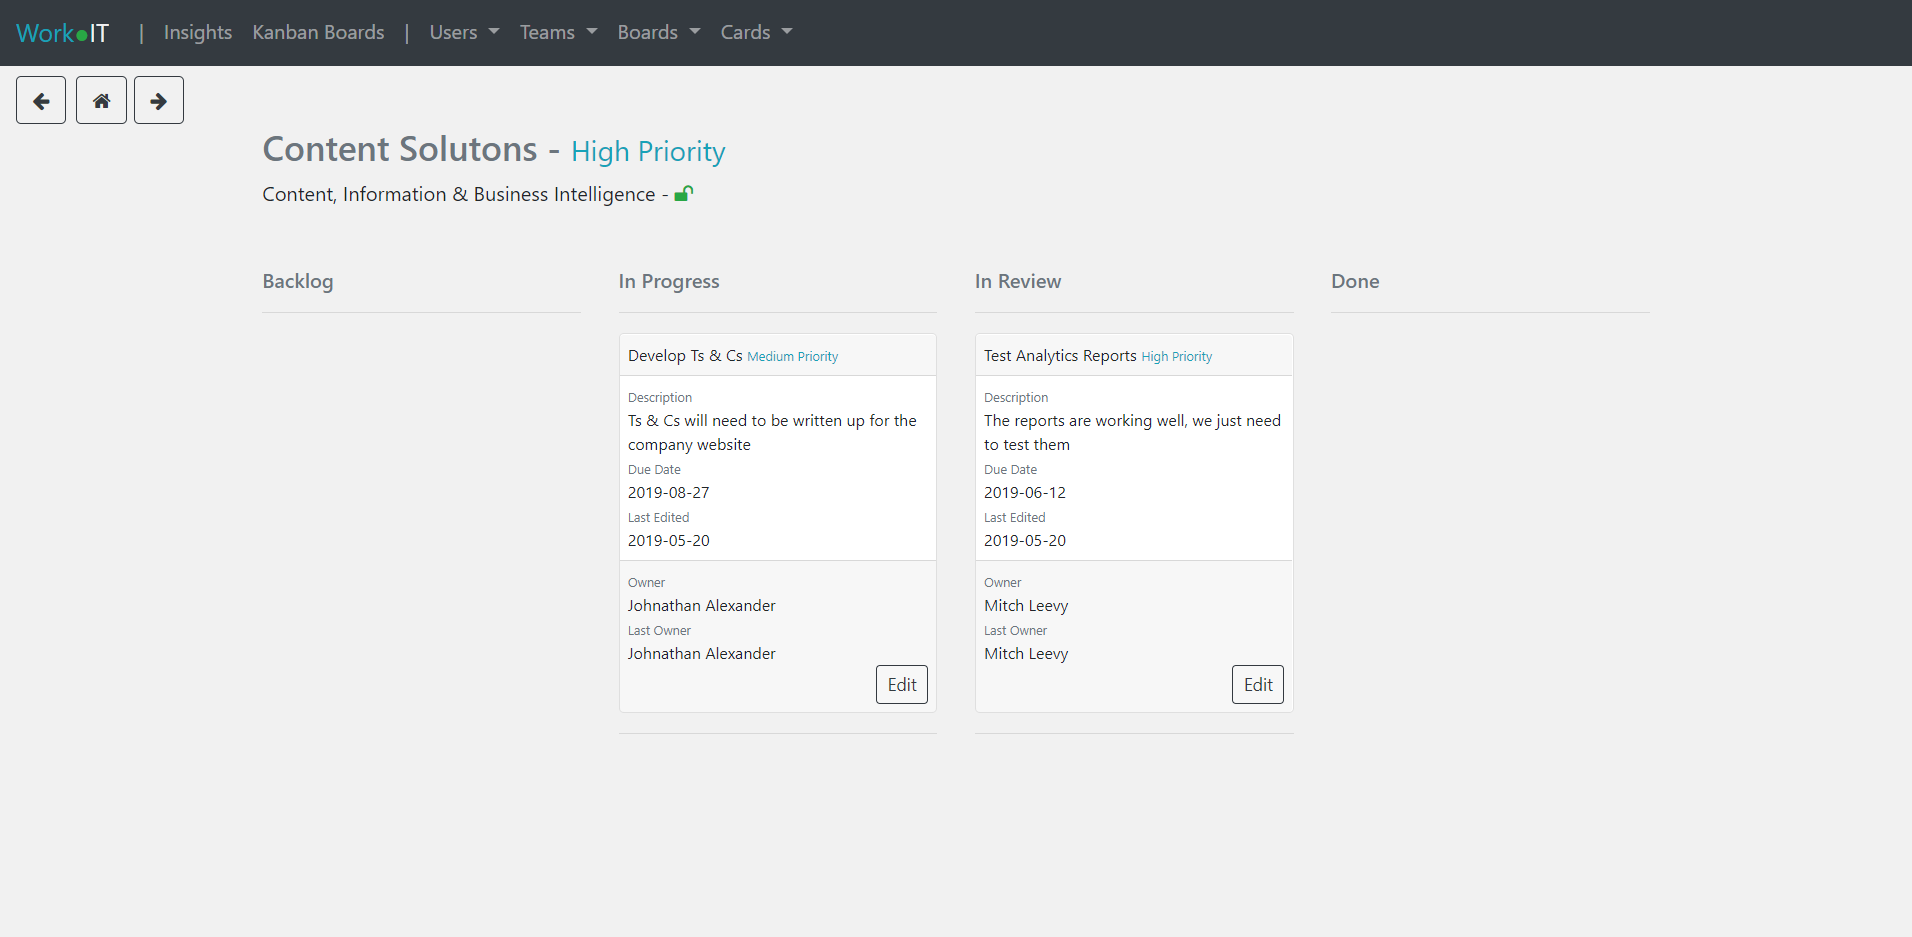 Work●IT | Insights Kanban Boards | Users Teams Boards Cards
Content Solutons - High Priority
Content, Information & Business Intelligence -
Backlog
In Progress
Develop Ts & Cs Medium Priority
Description
Ts & Cs will need to be written up for the
company website
Due Date
2019-08-27
Last Edited
2019-05-20
Owner
Johnathan Alexander
Last Owner
Johnathan Alexander
Edit
In Review
Test Analytics Reports High Priority
Description
The reports are working well, we just need
to test them
Due Date
2019-06-12
Last Edited
2019-05-20
Owner
Mitch Leevy
Last Owner
Mitch Leevy
Edit
Done